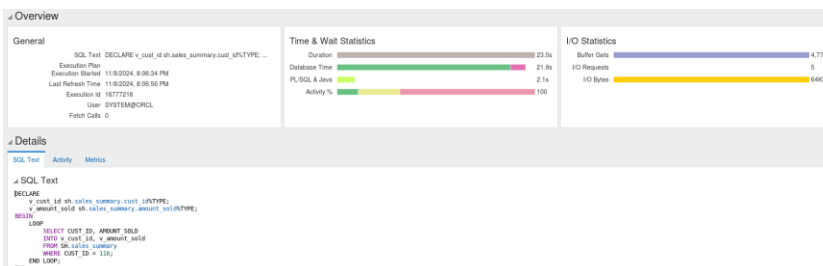 Overview
General
SQL Text DECLARE v_cust_id sh.sales_summary.cust_id%TYPE; ...
Execution Plan
Execution Started 11/8/2024, 8:06:34 PM
Last Refresh Time 11/8/2024, 8:06:56 PM
Execution Id 16777216
User SYSTEM@ORCL
Fetch Calls 0
Time & Wait Statistics
Duration 23.0s
Database Time 21.9s
PL/SQL & Java 2.1s
Activity % 100
I/O Statistics
Buffer Gets 4,77
I/O Requests 5
I/O Bytes 64K
Details
SQL Text Activity Metrics
SQL Text
DECLARE
v_cust_id sh.sales_summary.cust_id%TYPE;
v_amount_sold sh.sales_summary.amount_sold%TYPE;
BEGIN
LOOP
SELECT CUST_ID, AMOUNT_SOLD
INTO v_cust_id, v_amount_sold
FROM SH.sales_summary
WHERE CUST_ID = 116;
END LOOP;